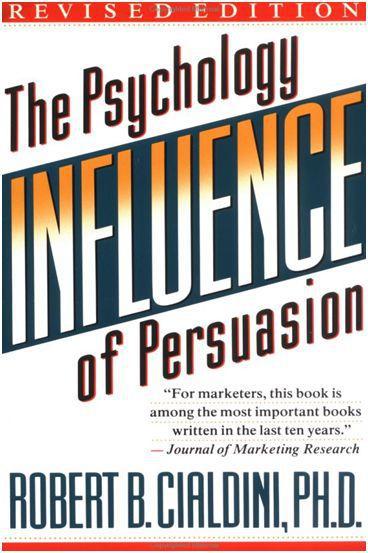 REVISED EDITION
The Psychology
INFLUENCE
of Persuasion
“For marketers, this book is
among the most important books
written in the last ten years.”
— Journal of Marketing Research
ROBERT B. CIALDINI, PH.D.